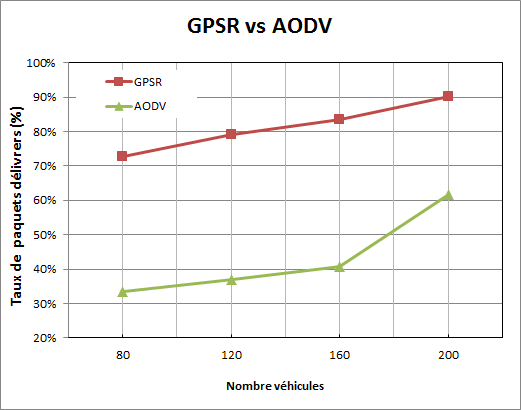 GPSR vs AODV
100%
90%
80%
70%
60%
50%
40%
30%
20%
Taux de paquets délivrers (%)
GPSR
AODV
80 120 160 200
Nombre véhicules